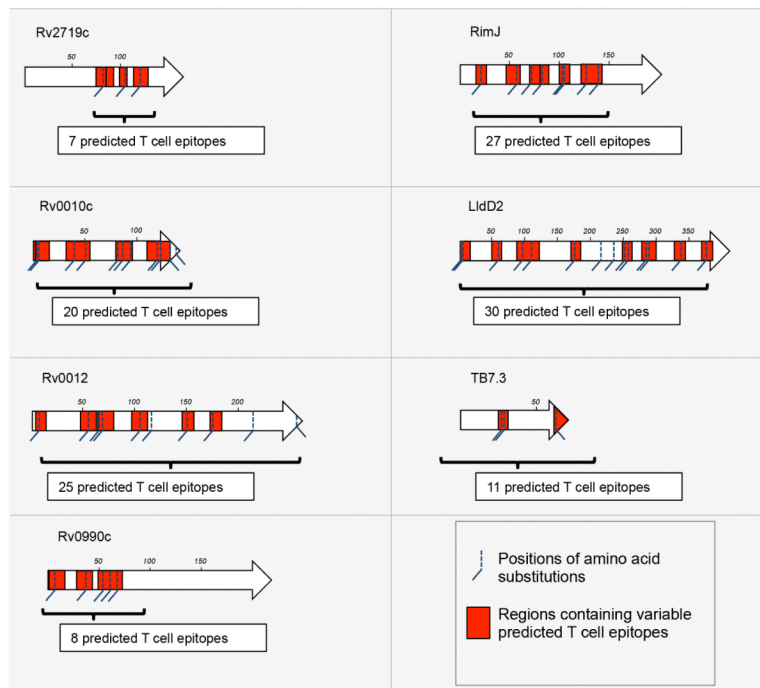 Rv2719c
50 100
7 predicted T cell epitopes
RimJ
50 100 150
27 predicted T cell epitopes
Rv0010c
50 100
20 predicted T cell epitopes
LldD2
50 100 150 200 250 300 350
30 predicted T cell epitopes
Rv0012
50 100 150 200
25 predicted T cell epitopes
TB7.3
50
11 predicted T cell epitopes
Rv0990c
50 100 150
8 predicted T cell epitopes
Positions of amino acid
substitutions
Regions containing variable
predicted T cell epitopes